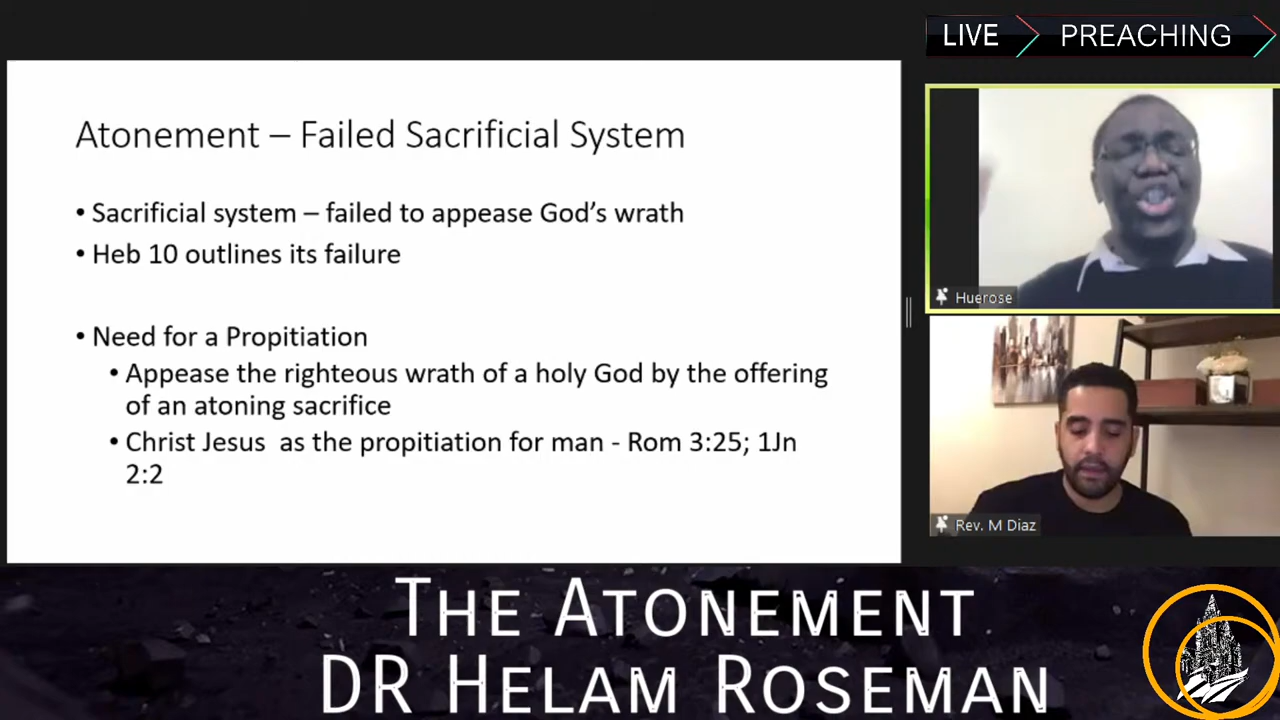 LIVE
PREACHING
Atonement – Failed Sacrificial System
• Sacrificial system – failed to appease God's wrath
• Heb 10 outlines its failure
• Need for a Propitiation
• Appease the righteous wrath of a holy God by the offering
of an atoning sacrifice
• Christ Jesus  as the propitiation for man - Rom 3:25; 1Jn
2:2
Huerose
Rev. M Diaz
The Atonement
DR Helam Roseman